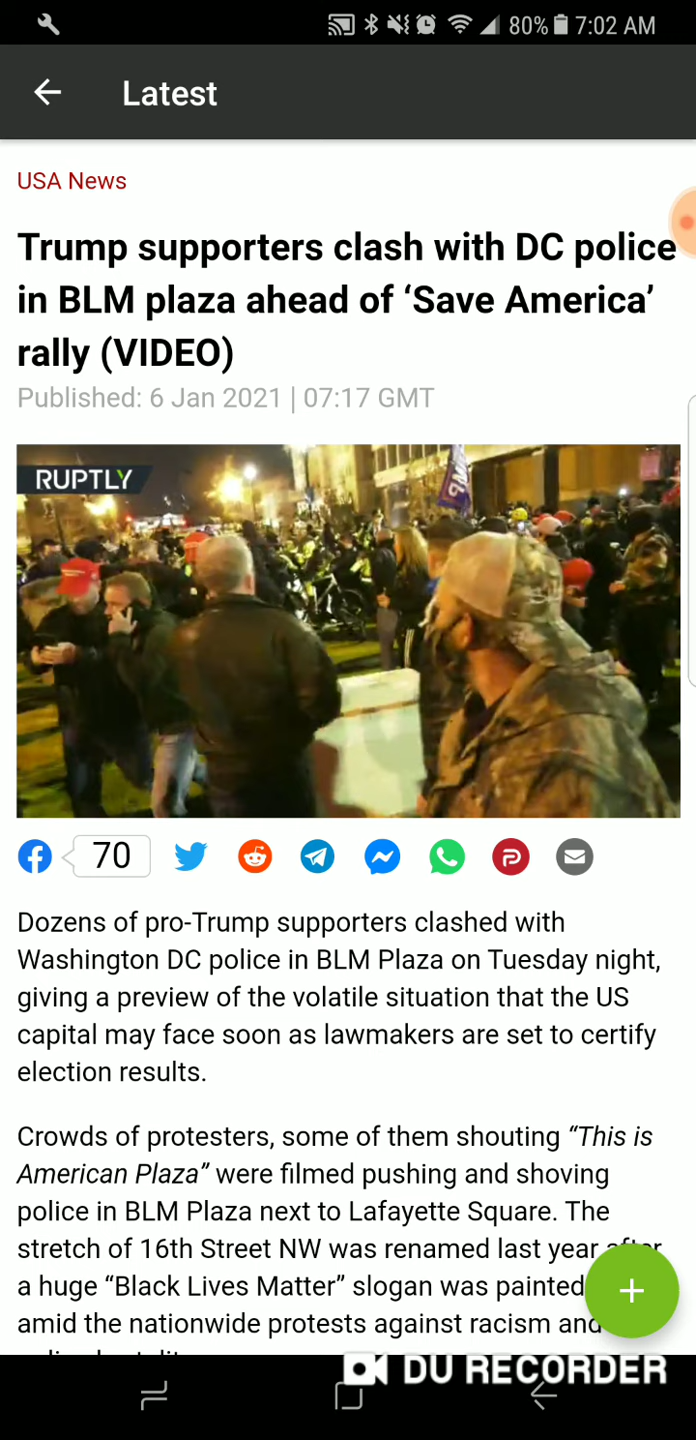 80% 7:02 AM
Latest
USA News
Trump supporters clash with DC police
in BLM plaza ahead of ‘Save America’
rally (VIDEO)
Published: 6 Jan 2021 | 07:17 GMT
RUPTLY
70
Dozens of pro-Trump supporters clashed with
Washington DC police in BLM Plaza on Tuesday night,
giving a preview of the volatile situation that the US
capital may face soon as lawmakers are set to certify
election results.
Crowds of protesters, some of them shouting “This is
American Plaza” were filmed pushing and shoving
police in BLM Plaza next to Lafayette Square. The
stretch of 16th Street NW was renamed last year after
a huge “Black Lives Matter” slogan was painted
amid the nationwide protests against racism and
+
DU RECORDER